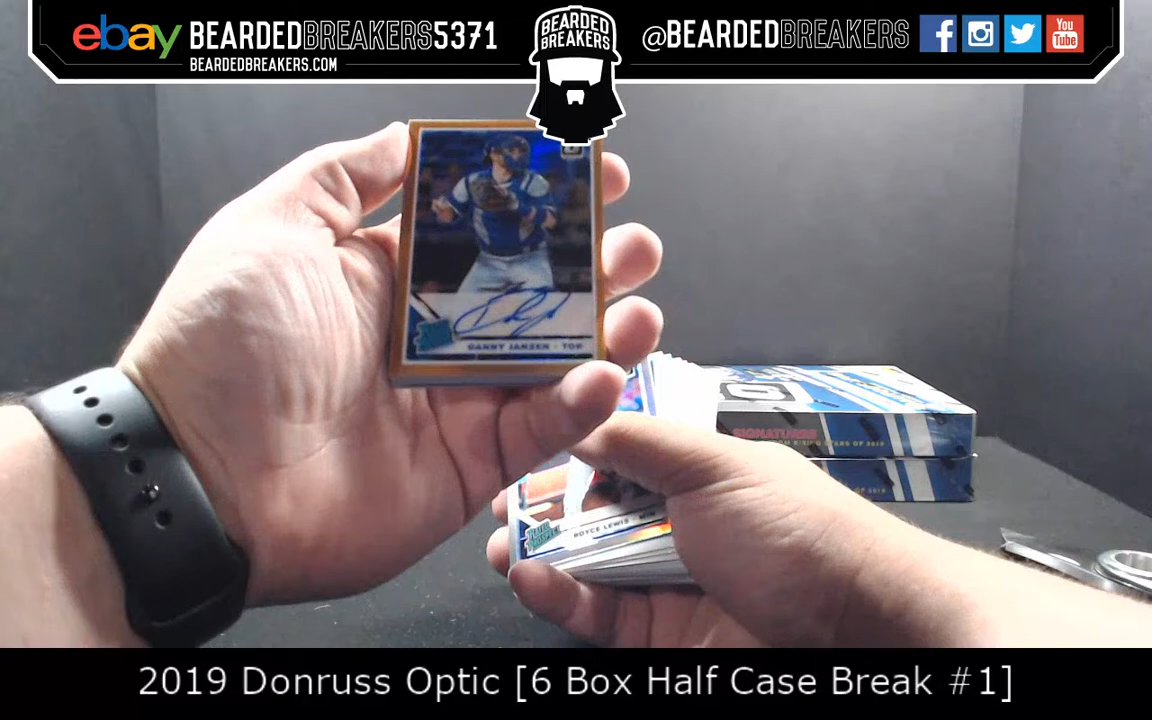 ebay BEARDEDBREAKERS5371
BEARDEDBREAKERS.COM
BEARDED
BREAKERS
@BEARDEDBREAKERS
You
Tube
DANNY JANSEN - TOR
SIGNATURES
ROYCE LEWIS - MIN
2019 Donruss Optic [6 Box Half Case Break #1]